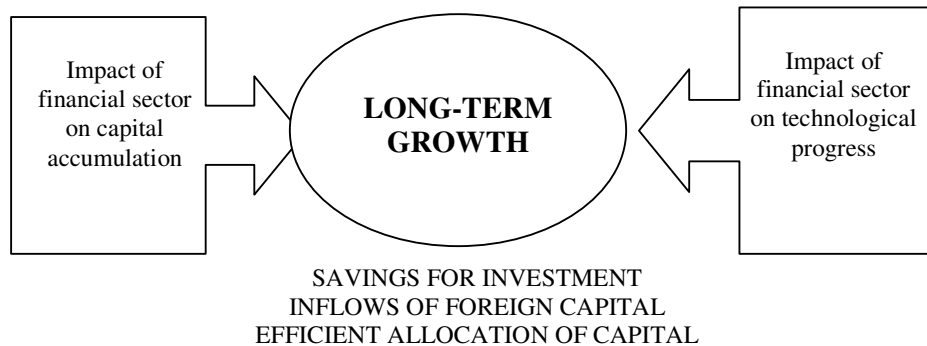 Impact of
financial sector
on capital
accumulation
LONG-TERM
GROWTH
Impact of
financial sector
on technological
progress
SAVINGS FOR INVESTMENT
INFLOWS OF FOREIGN CAPITAL
EFFICIENT ALLOCATION OF CAPITAL